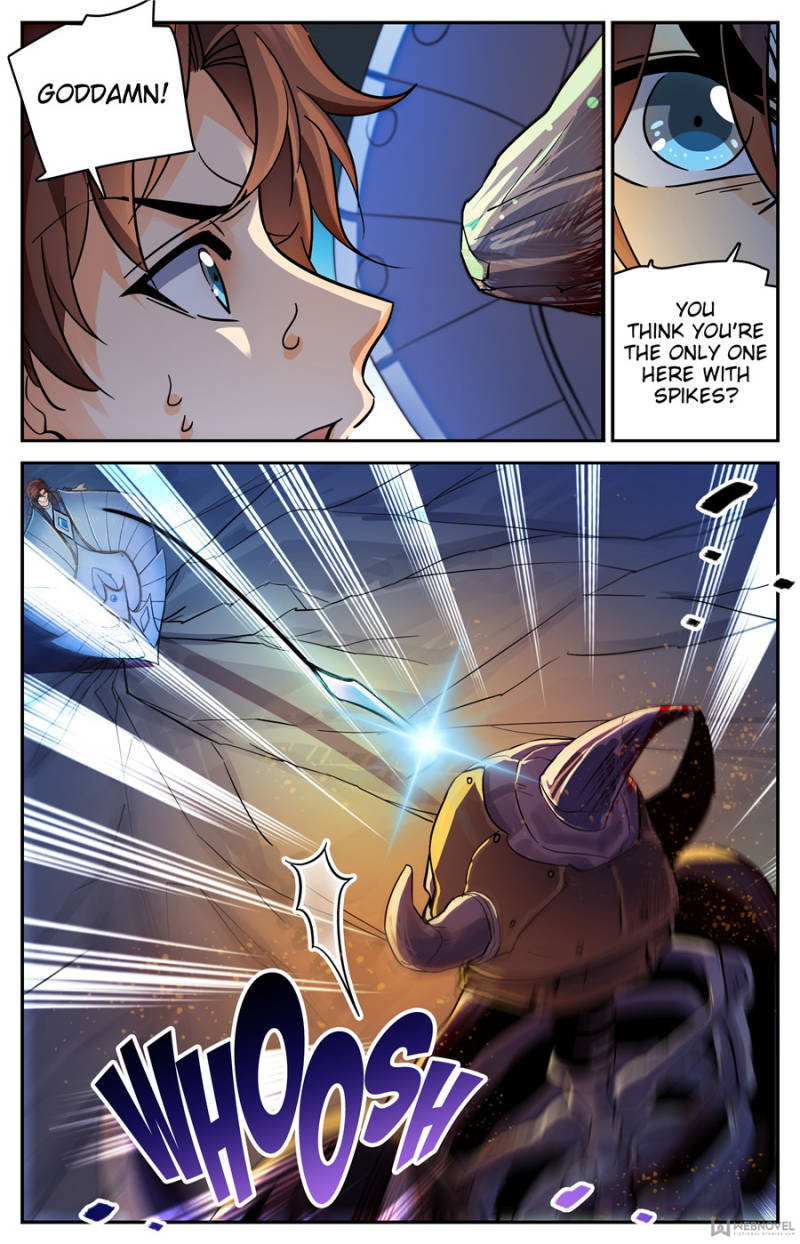 GODDAMN!
YOU
THINK YOU'RE
THE ONLY ONE
HERE WITH
SPIKES?
WHOOSH
WEBNOVEL